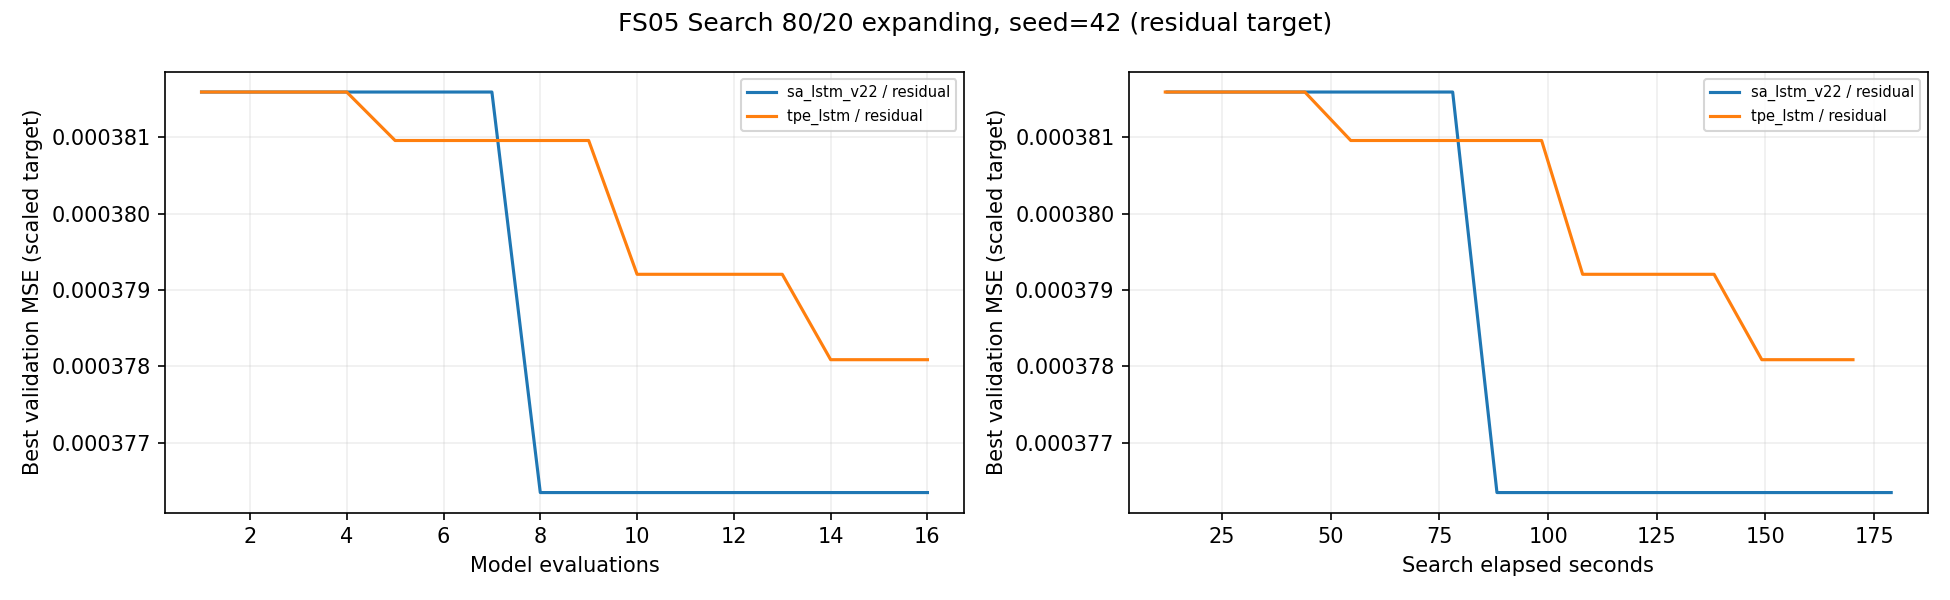 FS05 Search 80/20 expanding, seed=42 (residual target)
Best validation MSE (scaled target)
0.000381
0.000380
0.000379
0.000378
0.000377
sa_lstm_v22 / residual
tpe_lstm / residual
2 4 6 8 10 12 14 16
Model evaluations
Best validation MSE (scaled target)
0.000381
0.000380
0.000379
0.000378
0.000377
sa_lstm_v22 / residual
tpe_lstm / residual
25 50 75 100 125 150 175
Search elapsed seconds